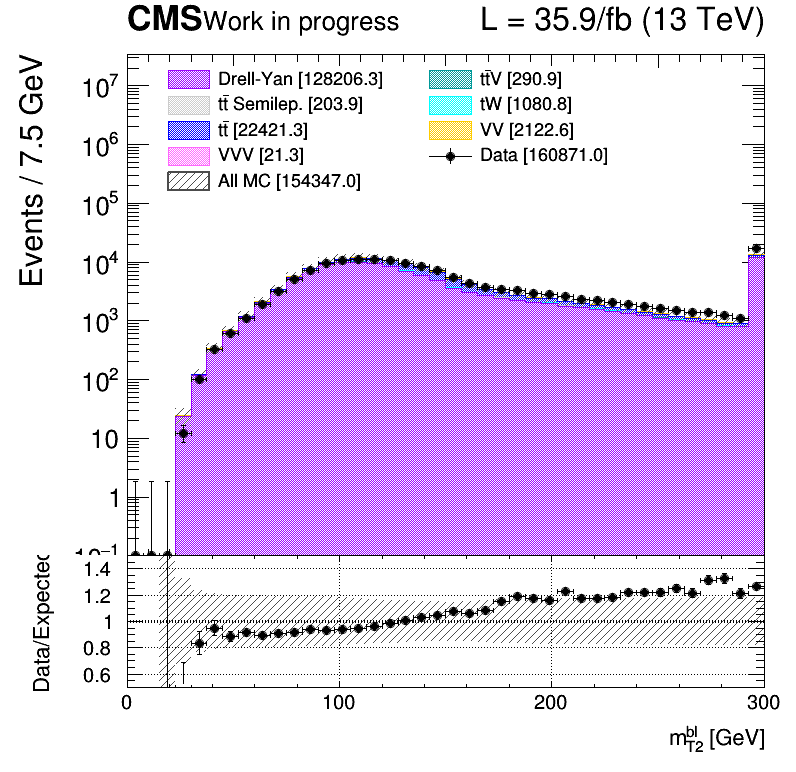 CMS Work in progress L = 35.9/fb (13 TeV)
Events / 7.5 GeV
10⁷
10⁶
10⁵
10⁴
10³
10²
10
1
10⁻¹
Drell-Yan [128206.3]
tt̄ Semilep. [203.9]
tt̄ [22421.3]
VVV [21.3]
All MC [154347.0]
tt̄V [290.9]
tW [1080.8]
VV [2122.6]
Data [160871.0]
Data/Expected
1.4
1.2
1
0.8
0.6
0 100 200 300
m_T2^bl [GeV]